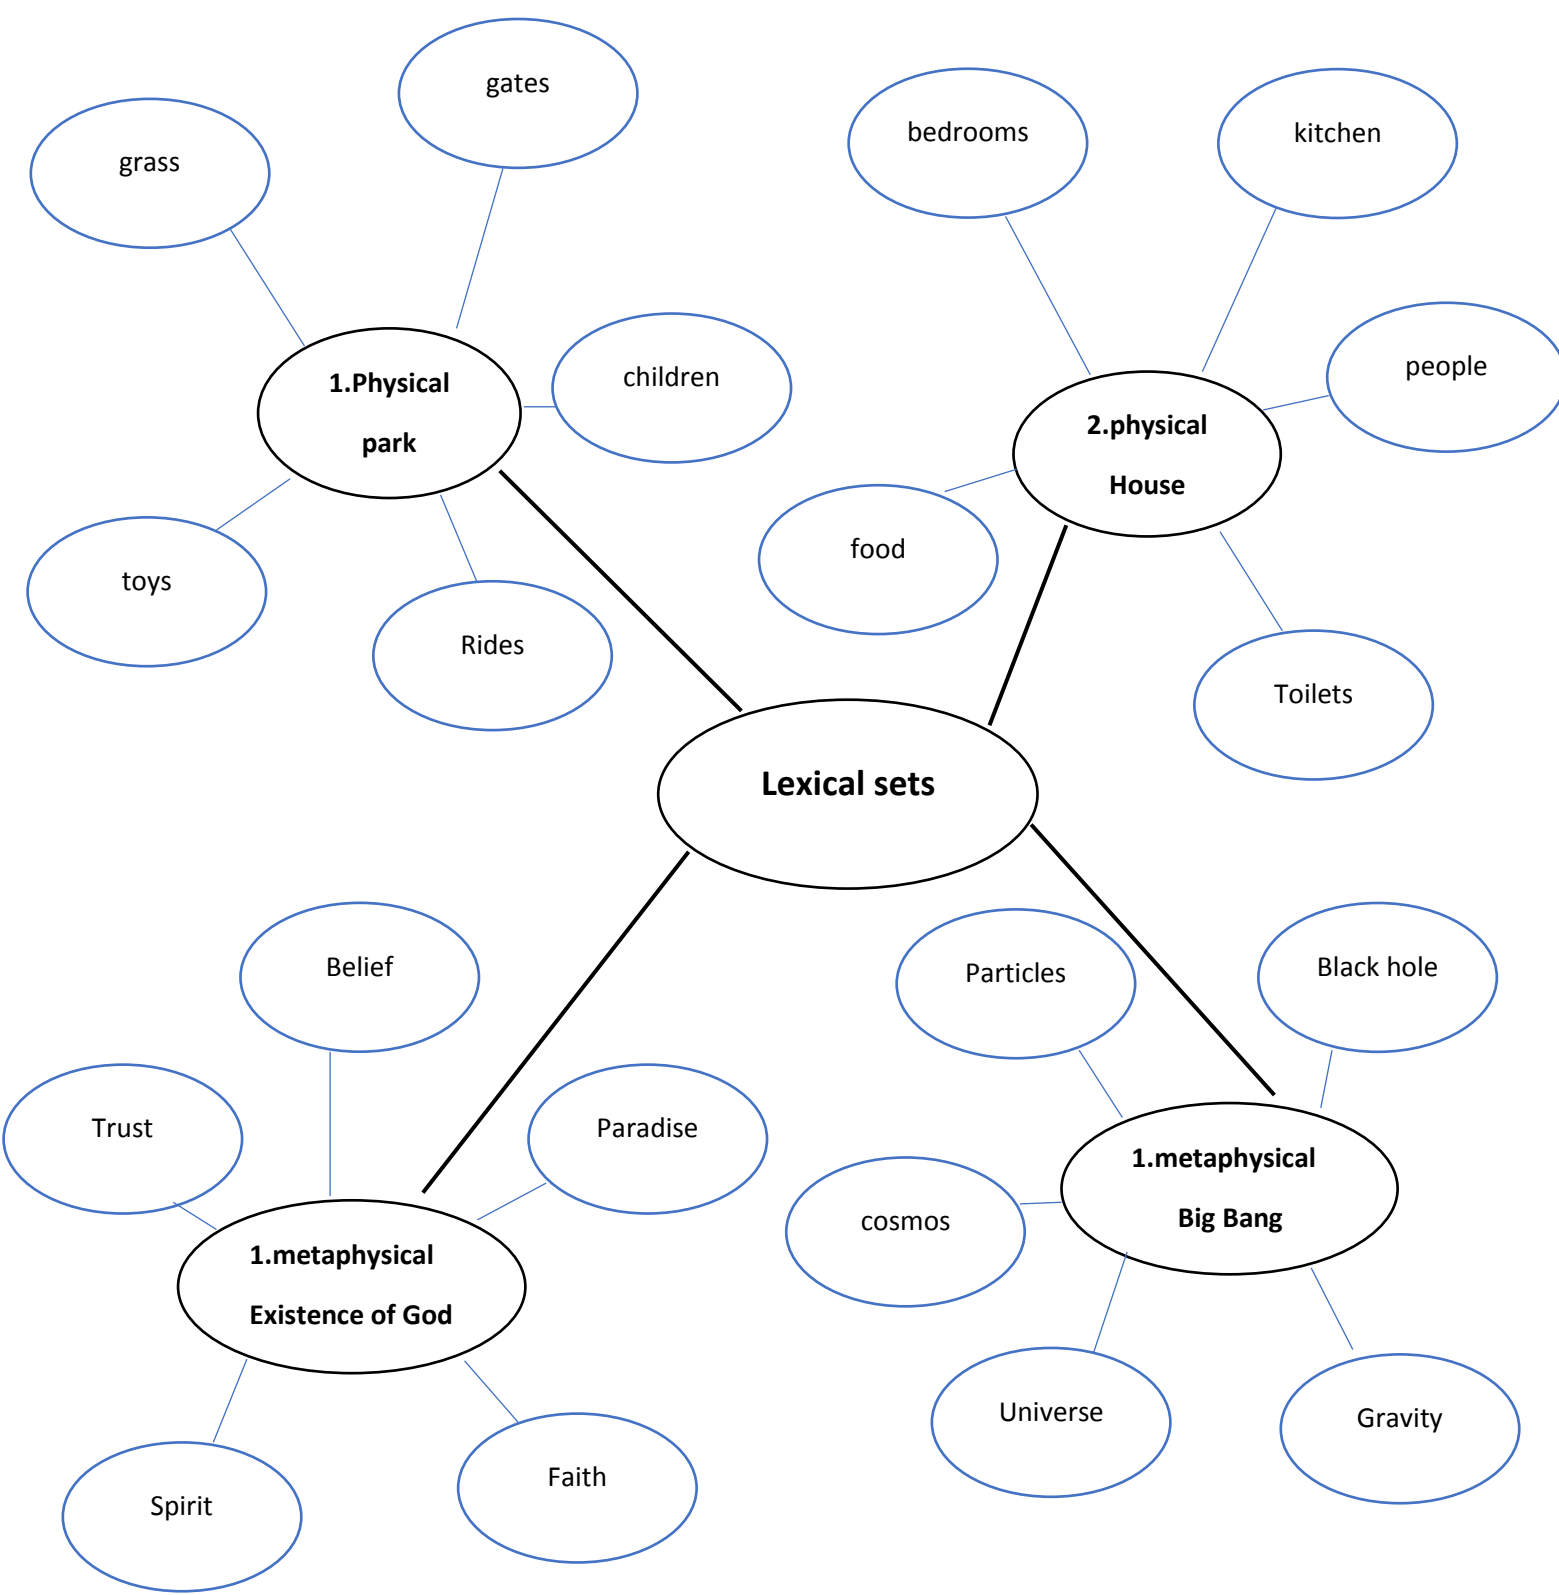 gates
grass
children
1.Physical
park
toys
Rides
bedrooms
kitchen
people
2.physical
House
food
Toilets
Lexical sets
Belief
Trust
Paradise
1.metaphysical
Existence of God
Spirit
Faith
Particles
Black hole
1.metaphysical
Big Bang
cosmos
Universe
Gravity